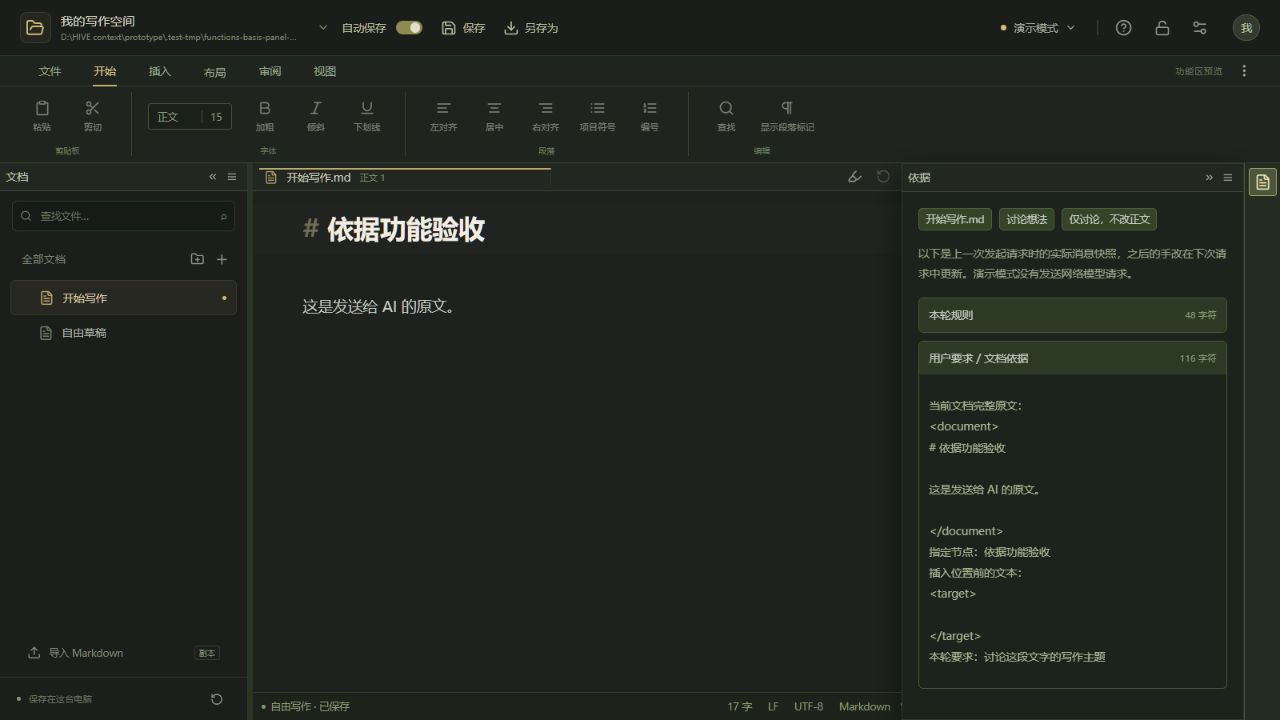 我的写作空间
D:\HIVE context\prototype\.test-tmp\functions-basis-panel-...
自动保存
保存
另存为
演示模式
我
文件
开始
插入
布局
审阅
视图
功能区预览
粘贴
剪切
剪贴板
正文
15
加粗
倾斜
下划线
字体
左对齐
居中
右对齐
项目符号
编号
段落
查找
显示段落标记
编辑
文档
查找文件...
全部文档
开始写作
自由草稿
导入 Markdown
副本
保存在这台电脑
开始写作.md
正文 1
# 依据功能验收
这是发送给 AI 的原文。
自由写作 · 已保存
17 字
LF
UTF-8
Markdown
依据
开始写作.md
讨论想法
仅讨论，不改正文
以下是上一次发起请求时的实际消息快照，之后的手改在下次请
求中更新。演示模式没有发送网络模型请求。
本轮规则
48 字符
用户要求 / 文档依据
116 字符
当前文档完整原文：
<document>
# 依据功能验收
这是发送给 AI 的原文。
</document>
指定节点：依据功能验收
插入位置前的文本：
<target>
</target>
本轮要求：讨论这段文字的写作主题